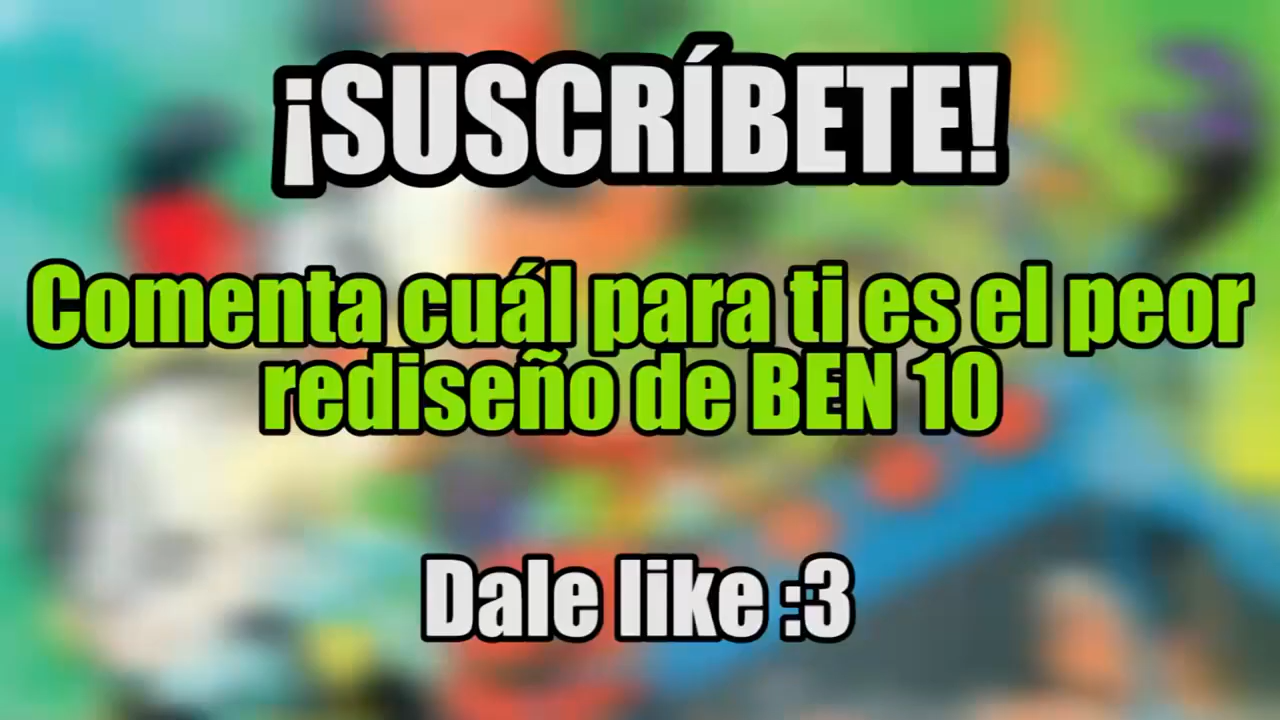 ¡SUSCRÍBETE!
Comenta cuál para ti es el peor
rediseño de BEN 10
Dale like :3